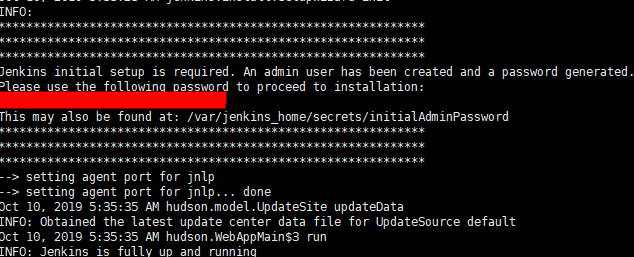 INFO:
*************************************************************
*************************************************************
*************************************************************
Jenkins initial setup is required. An admin user has been created and a password generated.
Please use the following password to proceed to installation:
This may also be found at: /var/jenkins_home/secrets/initialAdminPassword
*************************************************************
*************************************************************
*************************************************************
--> setting agent port for jnlp
--> setting agent port for jnlp... done
Oct 10, 2019 5:35:35 AM hudson.model.UpdateSite updateData
INFO: Obtained the latest update center data file for UpdateSource default
Oct 10, 2019 5:35:35 AM hudson.WebAppMain$3 run
INFO: Jenkins is fully up and running